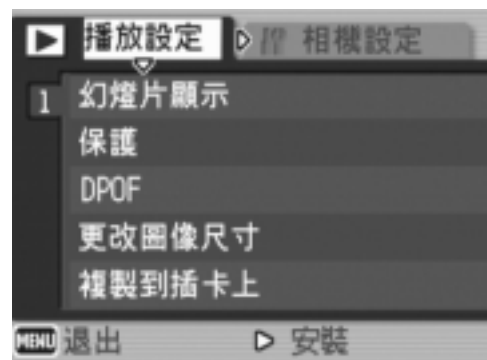 播放設定 相機設定
1 幻燈片顯示
保護
DPOF
更改圖像尺寸
複製到插卡上
MENU 退出 安裝